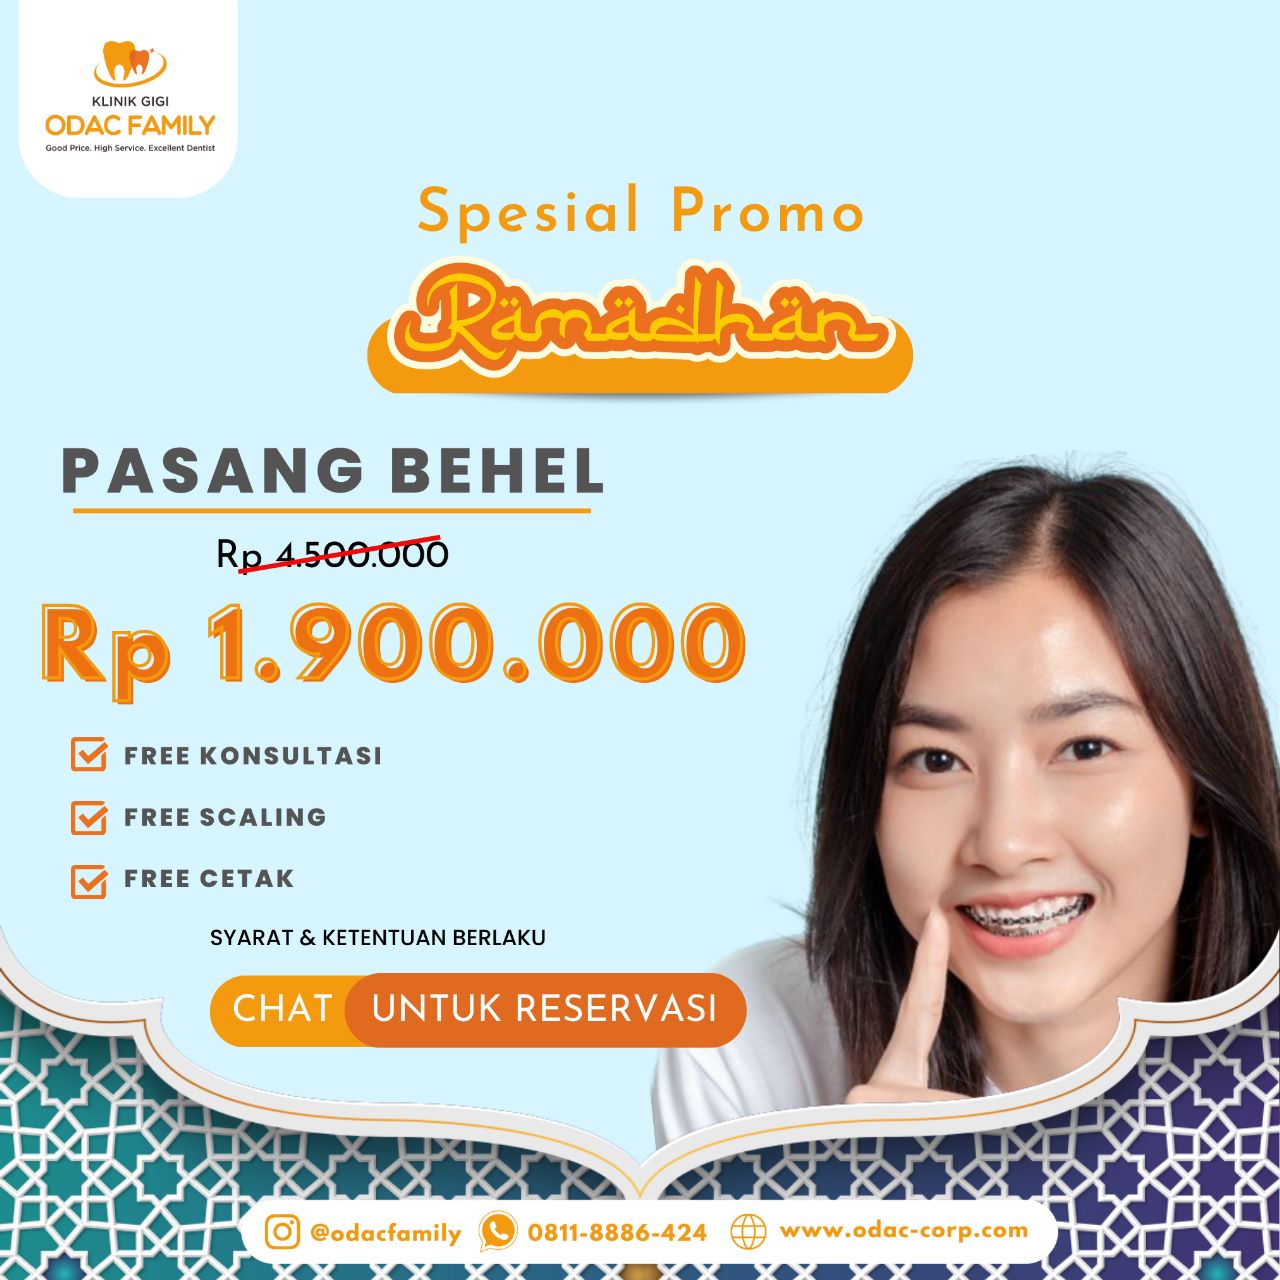 KLINIK GIGI
ODAC FAMILY
Good Price. High Service. Excellent Dentist
Spesial Promo
Ramadhan
PASANG BEHEL
Rp 4.500.000
Rp 1.900.000
FREE KONSULTASI
FREE SCALING
FREE CETAK
SYARAT & KETENTUAN BERLAKU
CHAT UNTUK RESERVASI
@odacfamily 0811-8886-424 www.odac-corp.com